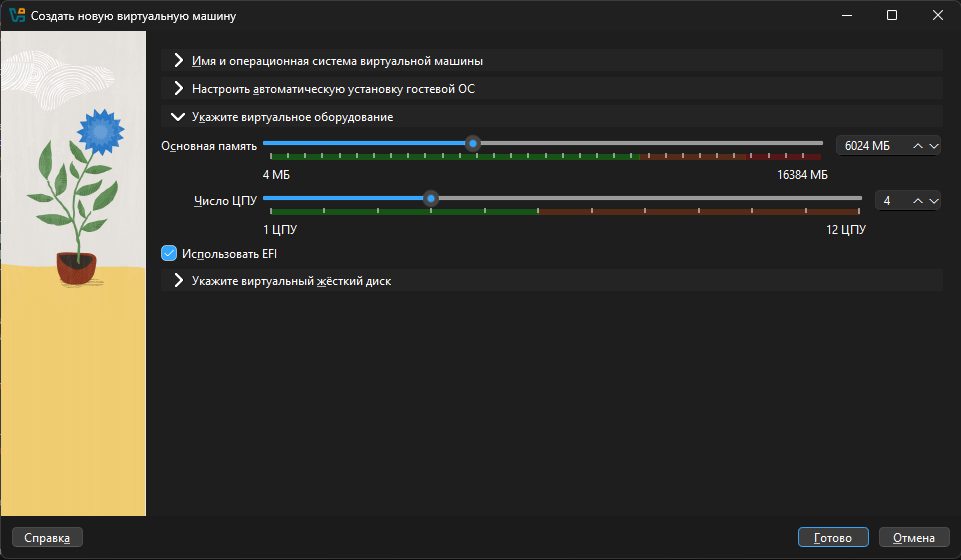 Создать новую виртуальную машину
Имя и операционная система виртуальной машины
Настроить автоматическую установку гостевой ОС
Укажите виртуальное оборудование
Основная память
6024 МБ
4 МБ
16384 МБ
Число ЦПУ
4
1 ЦПУ
12 ЦПУ
Использовать EFI
Укажите виртуальный жёсткий диск
Справка
Готово
Отмена